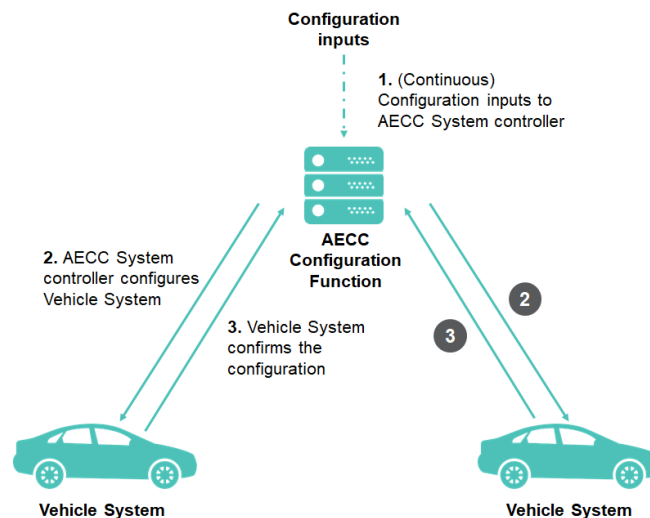 Configuration
inputs
1. (Continuous)
Configuration inputs to
AECC System controller
AECC
Configuration
Function
2. AECC System
controller configures
Vehicle System
3. Vehicle System
confirms the
configuration
2
3
Vehicle System
Vehicle System